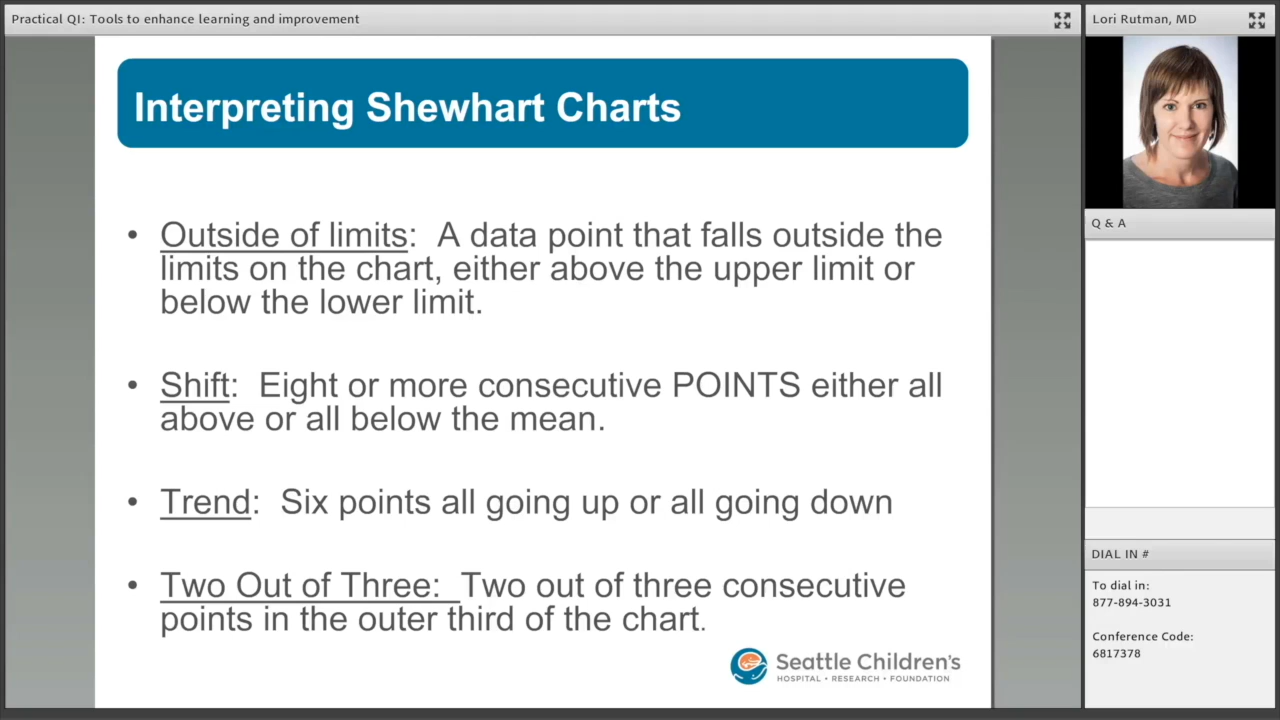 Practical QI: Tools to enhance learning and improvement
Interpreting Shewhart Charts
• Outside of limits: A data point that falls outside the
limits on the chart, either above the upper limit or
below the lower limit.
• Shift: Eight or more consecutive POINTS either all
above or all below the mean.
• Trend: Six points all going up or all going down
• Two Out of Three: Two out of three consecutive
points in the outer third of the chart.
Seattle Children's
HOSPITAL • RESEARCH • FOUNDATION
Lori Rutman, MD
Q & A
DIAL IN #
To dial in:
877-894-3031
Conference Code:
6817378